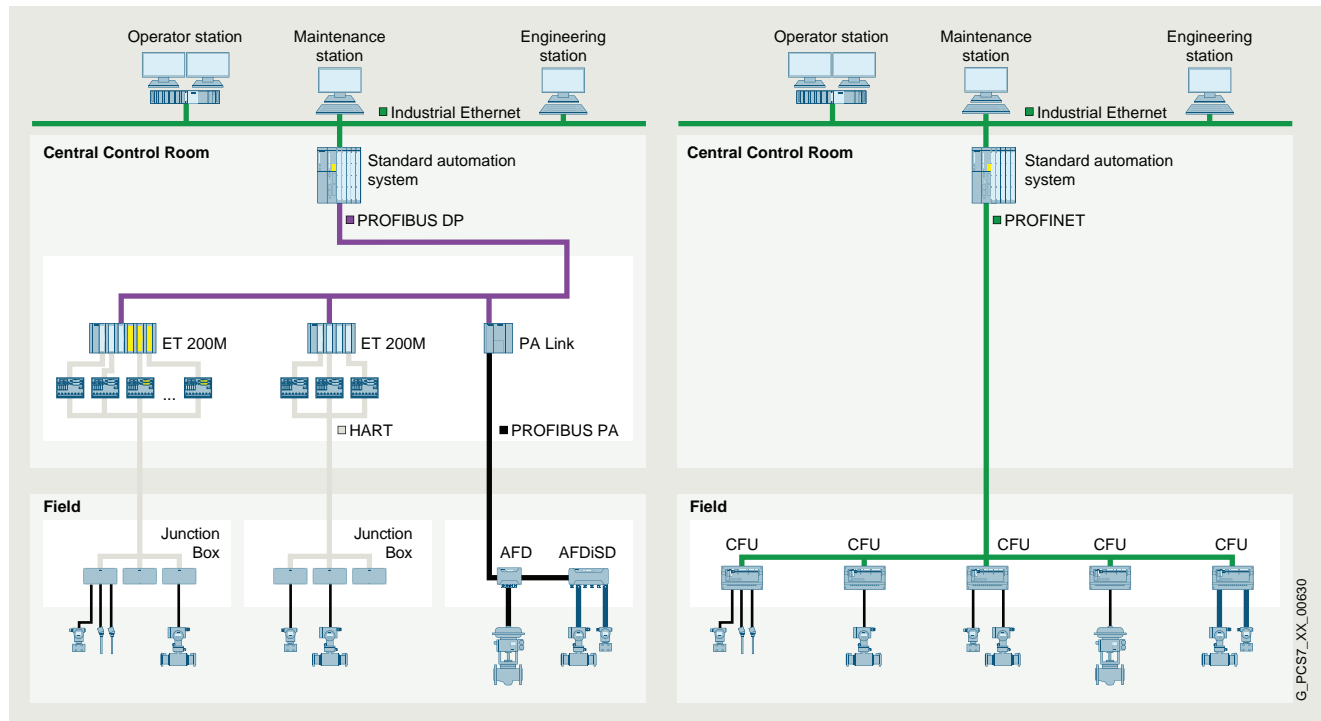 Operator station
Maintenance
station
Engineering
station
Industrial Ethernet
Central Control Room
Standard automation
system
PROFIBUS DP
ET 200M
ET 200M
PA Link
...
HART
PROFIBUS PA
Field
Junction
Box
Junction
Box
AFD
AFDiSD
Operator station
Maintenance
station
Engineering
station
Industrial Ethernet
Central Control Room
Standard automation
system
PROFINET
Field
CFU
CFU
CFU
CFU
CFU
G_PCS7_XX_00630